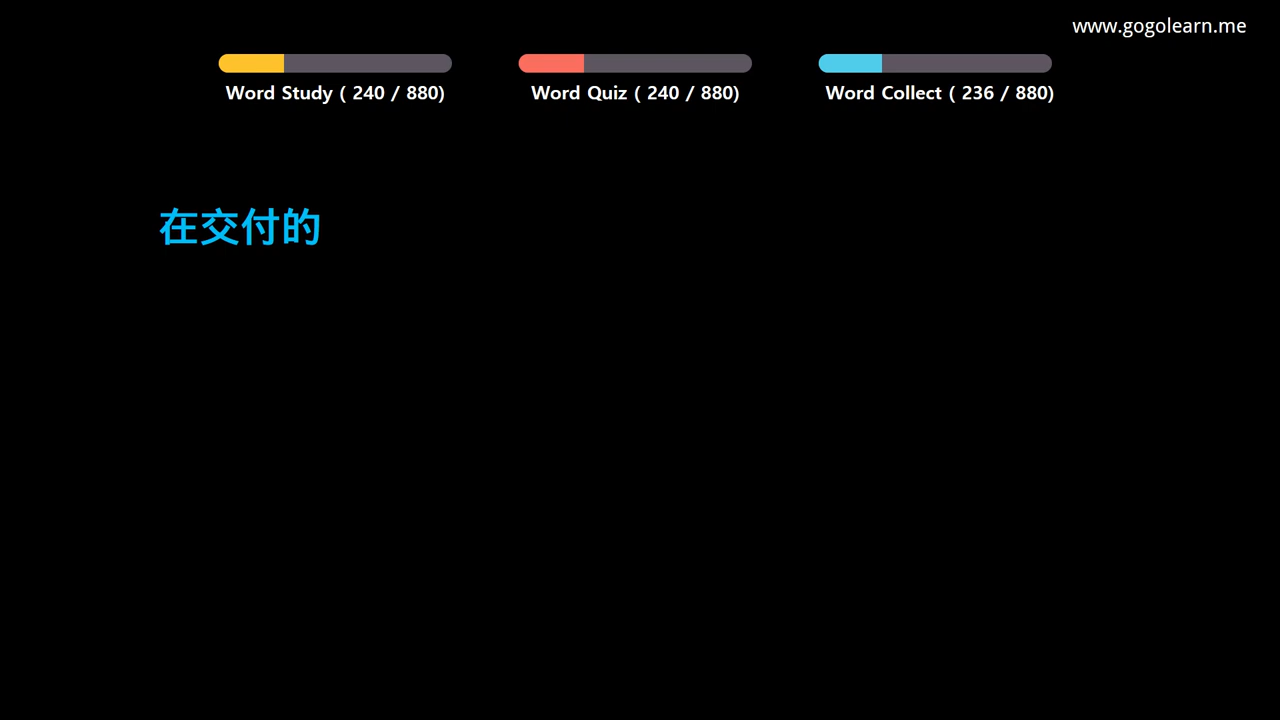 www.gogolearn.me
Word Study ( 240 / 880)
Word Quiz ( 240 / 880)
Word Collect ( 236 / 880)
在交付的